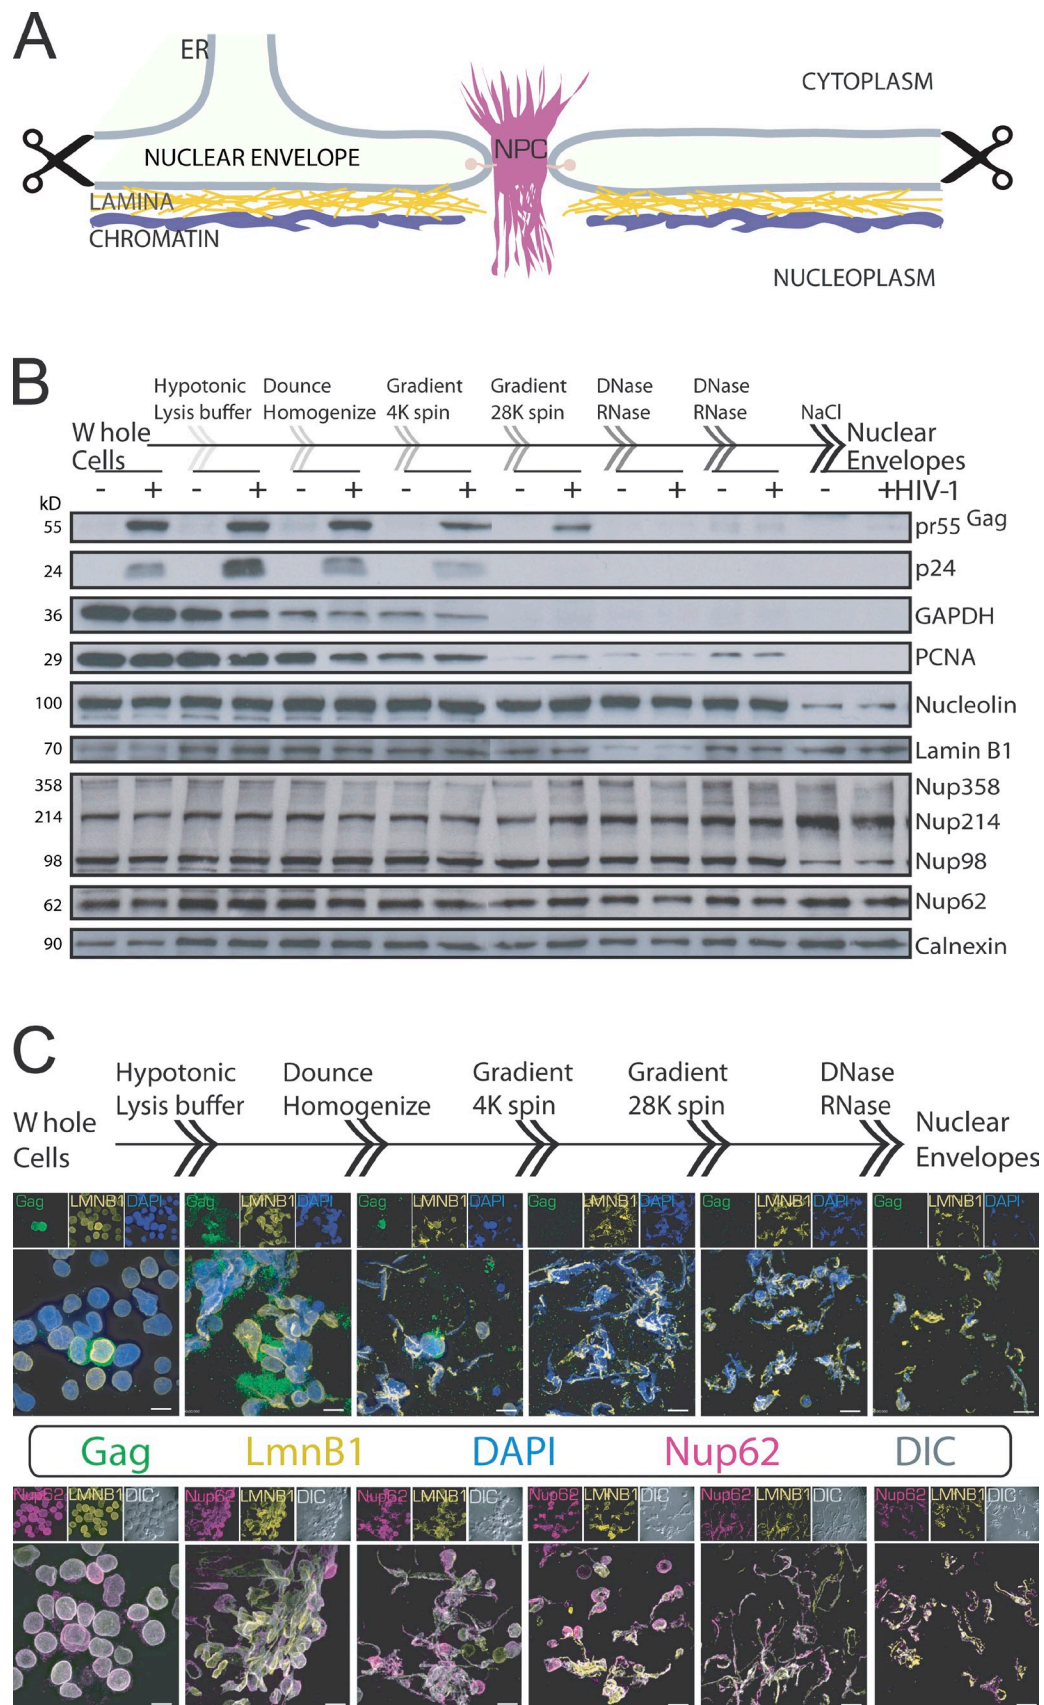 A
ER
CYTOPLASM
NPC
NUCLEAR ENVELOPE
LAMINA
CHROMATIN
NUCLEOPLASM
B
Hypotonic Dounce Gradient Gradient DNase DNase
Lysis buffer Homogenize 4K spin 28K spin RNase RNase NaCl
Whole Nuclear
Cells Envelopes
- + - + - + - + - + - + - + - + HIV-1
kD
55 pr55 Gag
24 p24
36 GAPDH
29 PCNA
100 Nucleolin
70 Lamin B1
358 Nup358
214 Nup214
98 Nup98
62 Nup62
90 Calnexin
C
Hypotonic Dounce Gradient Gradient DNase
Lysis buffer Homogenize 4K spin 28K spin RNase
Whole Nuclear
Cells Envelopes
Gag LMNB1 DAPI Gag LMNB1 DAPI Gag LMNB1 DAPI Gag LMNB1 DAPI Gag LMNB1 DAPI Gag LMNB1 DAPI
Gag LmnB1 DAPI Nup62 DIC
Nup62 LMNB1 DIC Nup62 LMNB1 DIC Nup62 LMNB1 DIC Nup62 LMNB1 DIC Nup62 LMNB1 DIC Nup62 LMNB1 DIC